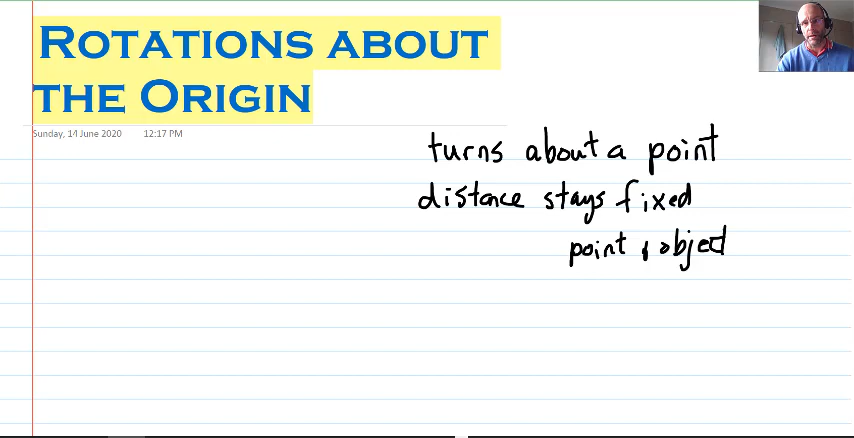 ROTATIONS ABOUT
THE ORIGIN
Sunday, 14 June 2020 12:17 PM
turns about a point
distance stays fixed
point & object